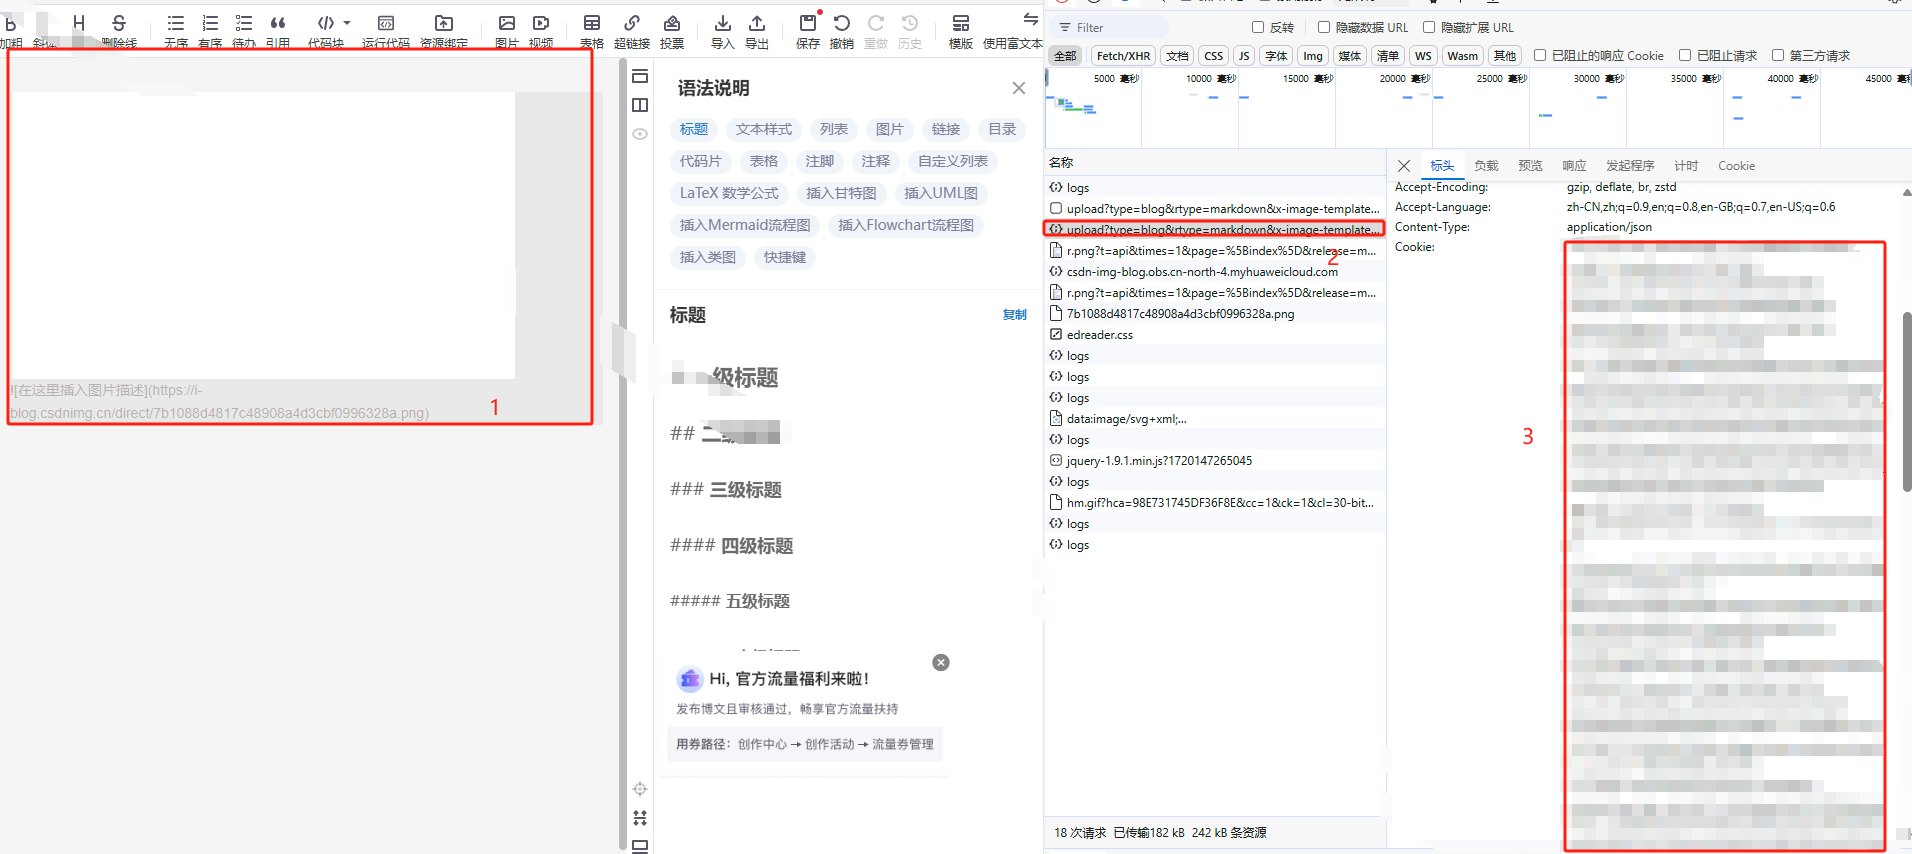 加粗 斜体 删除线 无序 有序 待办 引用 代码块 运行代码 资源绑定 图片 视频 表格 超链接 投票 导入 导出 保存 撤销 重做 历史 模版 使用富文本
![在这里插入图片描述](https://i-
blog.csdnimg.cn/direct/7b1088d4817c48908a4d3cbf0996328a.png)
1
语法说明
标题 文本样式 列表 图片 链接 目录
代码片 表格 注脚 注释 自定义列表
LaTeX 数学公式 插入甘特图 插入UML图
插入Mermaid流程图 插入Flowchart流程图
插入类图 快捷键
标题 复制
级标题
##
### 三级标题
#### 四级标题
##### 五级标题
Hi, 官方流量福利来啦！
发布博文且审核通过，畅享官方流量扶持
用券路径：创作中心 → 创作活动 → 流量券管理
Filter 反转 隐藏数据 URL 隐藏扩展 URL
全部 Fetch/XHR 文档 CSS JS 字体 Img 媒体 清单 WS Wasm 其他 已阻止的响应 Cookie 已阻止请求 第三方请求
5000 毫秒 10000 毫秒 15000 毫秒 20000 毫秒 25000 毫秒 30000 毫秒 35000 毫秒 40000 毫秒 45000
名称
logs
upload?type=blog&rtype=markdown&x-image-template...
upload?type=blog&rtype=markdown&x-image-template...
2
r.png?t=api&times=1&page=%5Bindex%5D&release=m...
csdn-img-blog.obs.cn-north-4.myhuaweicloud.com
r.png?t=api&times=1&page=%5Bindex%5D&release=m...
7b1088d4817c48908a4d3cbf0996328a.png
edreader.css
logs
logs
logs
data:image/svg+xml;...
logs
jquery-1.9.1.min.js?1720147265045
logs
hm.gif?hca=98E731745DF36F8E&cc=1&ck=1&cl=30-bit...
logs
logs
18 次请求 已传输182 kB 242 kB 条资源
标头 负载 预览 响应 发起程序 计时 Cookie
Accept-Encoding: gzip, deflate, br, zstd
Accept-Language: zh-CN,zh;q=0.9,en;q=0.8,en-GB;q=0.7,en-US;q=0.6
Content-Type: application/json
Cookie:
3